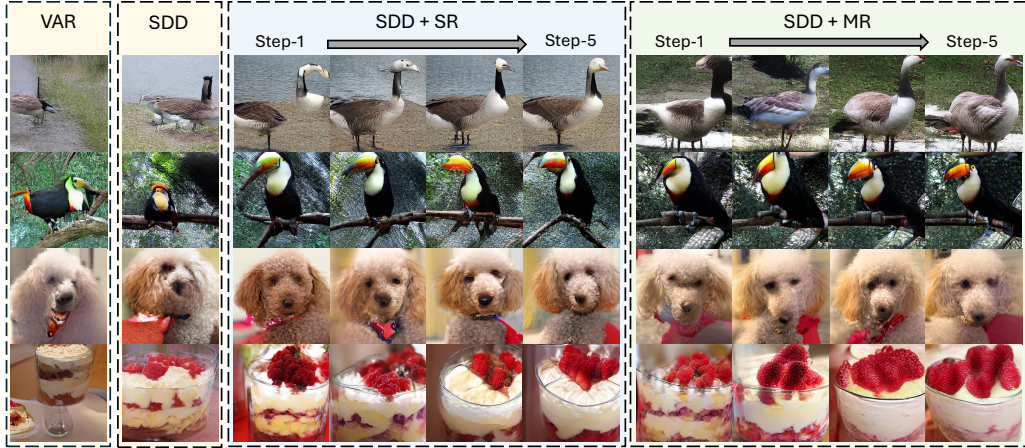 VAR
SDD
SDD + SR
Step-1
Step-5
SDD + MR
Step-1
Step-5